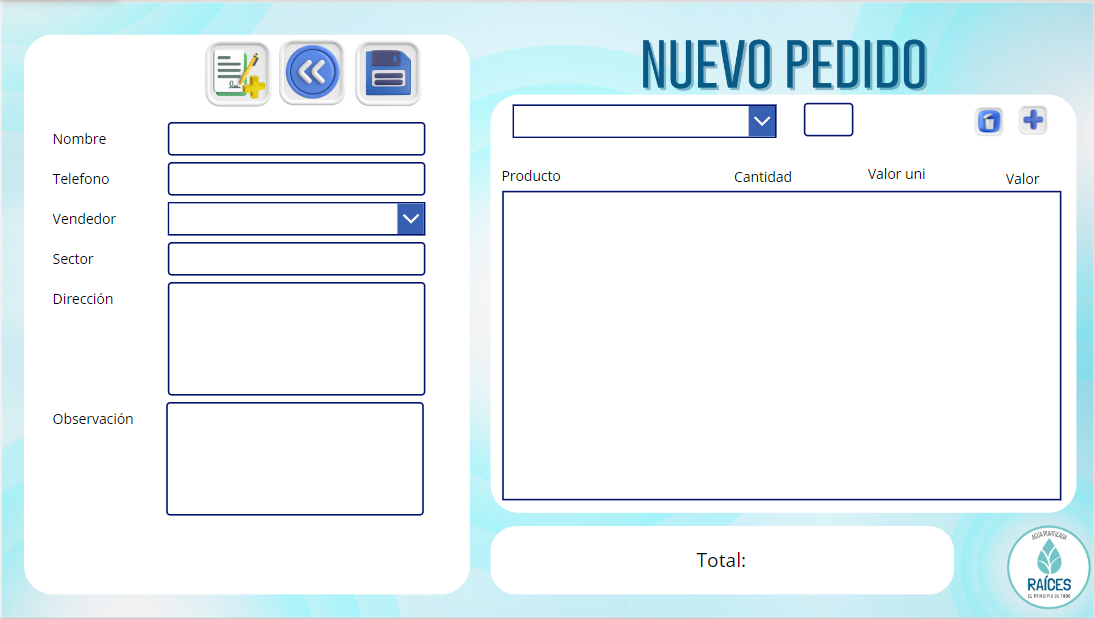 NUEVO PEDIDO
Nombre
Telefono
Vendedor
Sector
Dirección
Observación
Producto
Cantidad
Valor uni
Valor
Total:
AGUA PURIFICADA
RAÍCES
EL PRINCIPIO DE TODO